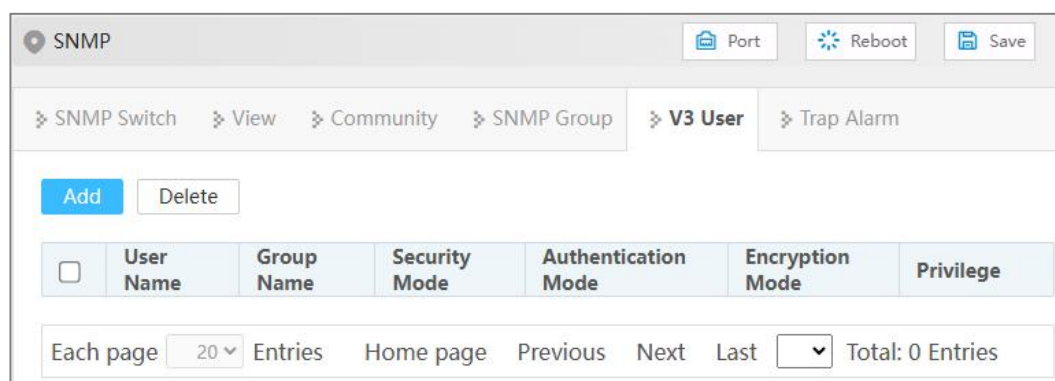 SNMP Port Reboot Save
SNMP Switch View Community SNMP Group V3 User Trap Alarm
Add Delete
User Name Group Name Security Mode Authentication Mode Encryption Mode Privilege
Each page 20 Entries Home page Previous Next Last Total: 0 Entries